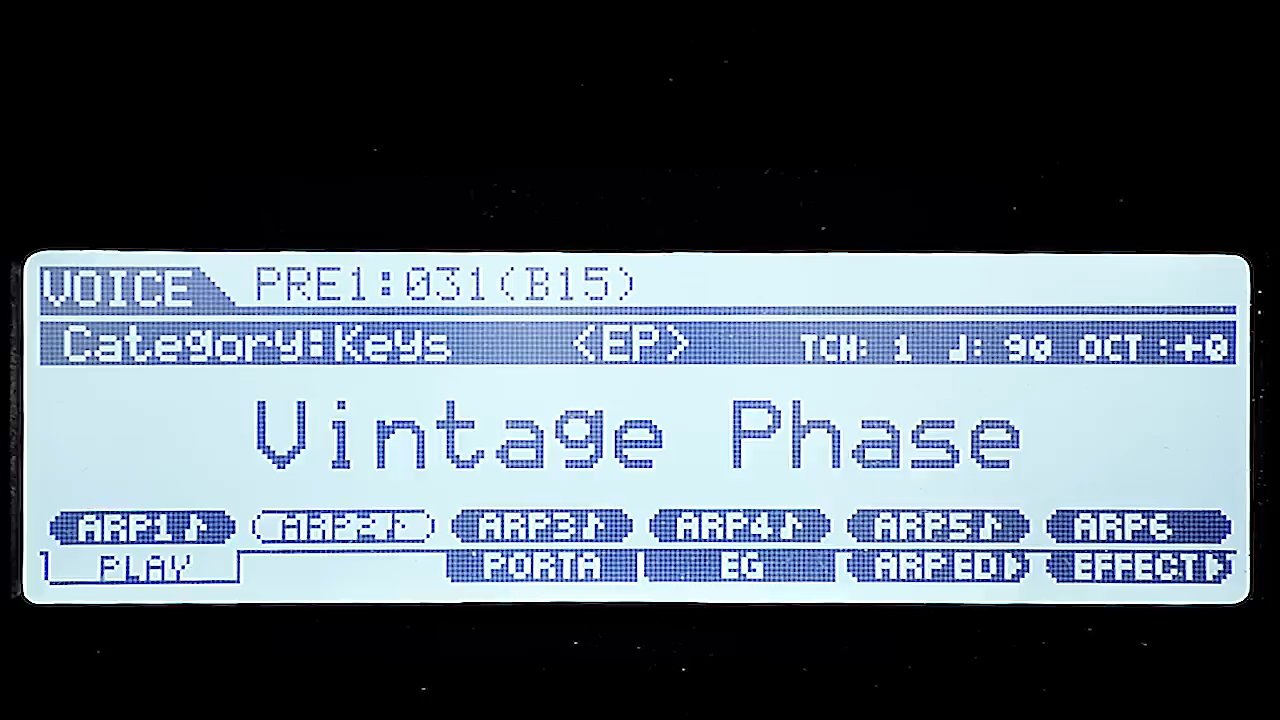 VOICE PRE1:031(B15)
Category:Keys <EP> TCH: 1 ♩: 90 OCT :+0
Vintage Phase
ARP1♪ ARP2♪ ARP3♪ ARP4♪ ARP5♪ ARP6
PLAY PORTA EG ARP ED EFFECT